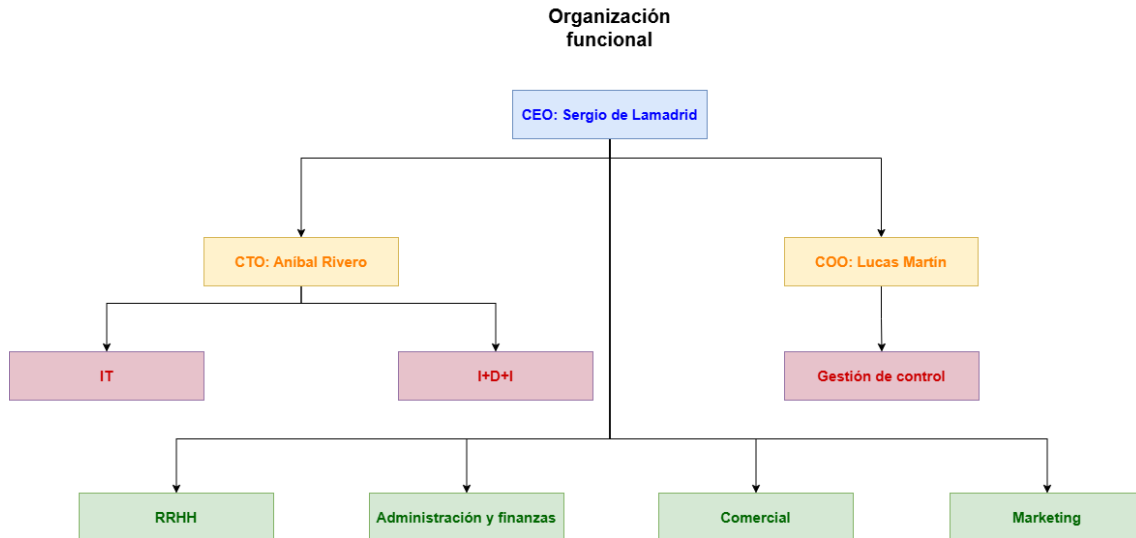 Organización
funcional
CEO: Sergio de Lamadrid
CTO: Aníbal Rivero
COO: Lucas Martín
IT
I+D+I
Gestión de control
RRHH
Administración y finanzas
Comercial
Marketing